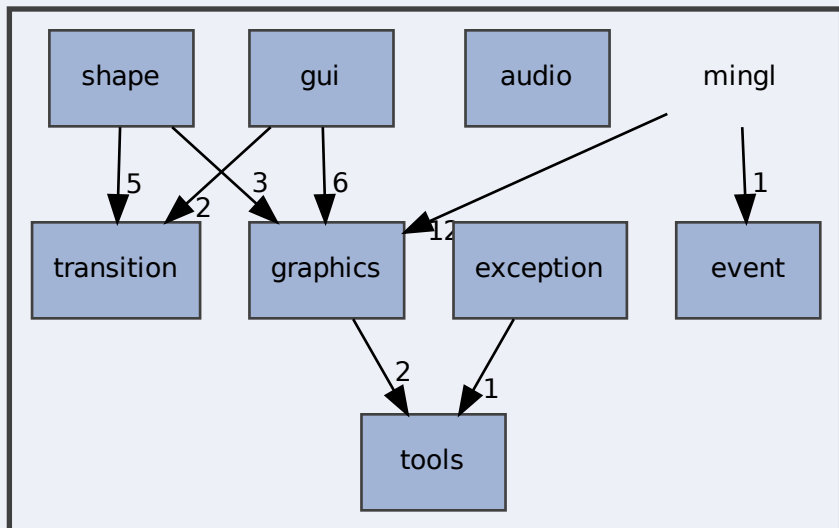 shape
gui
audio
mingl
5
3
6
1
2
12
transition
graphics
exception
event
2
1
tools